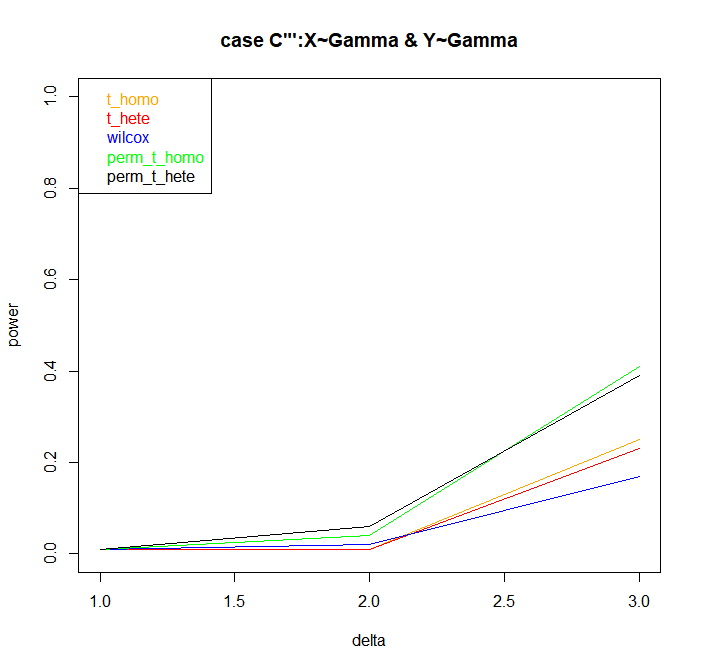 case C''':X~Gamma & Y~Gamma
t_homo
t_hete
wilcox
perm_t_homo
perm_t_hete
power
1.0
0.8
0.6
0.4
0.2
0.0
1.0 1.5 2.0 2.5 3.0
delta